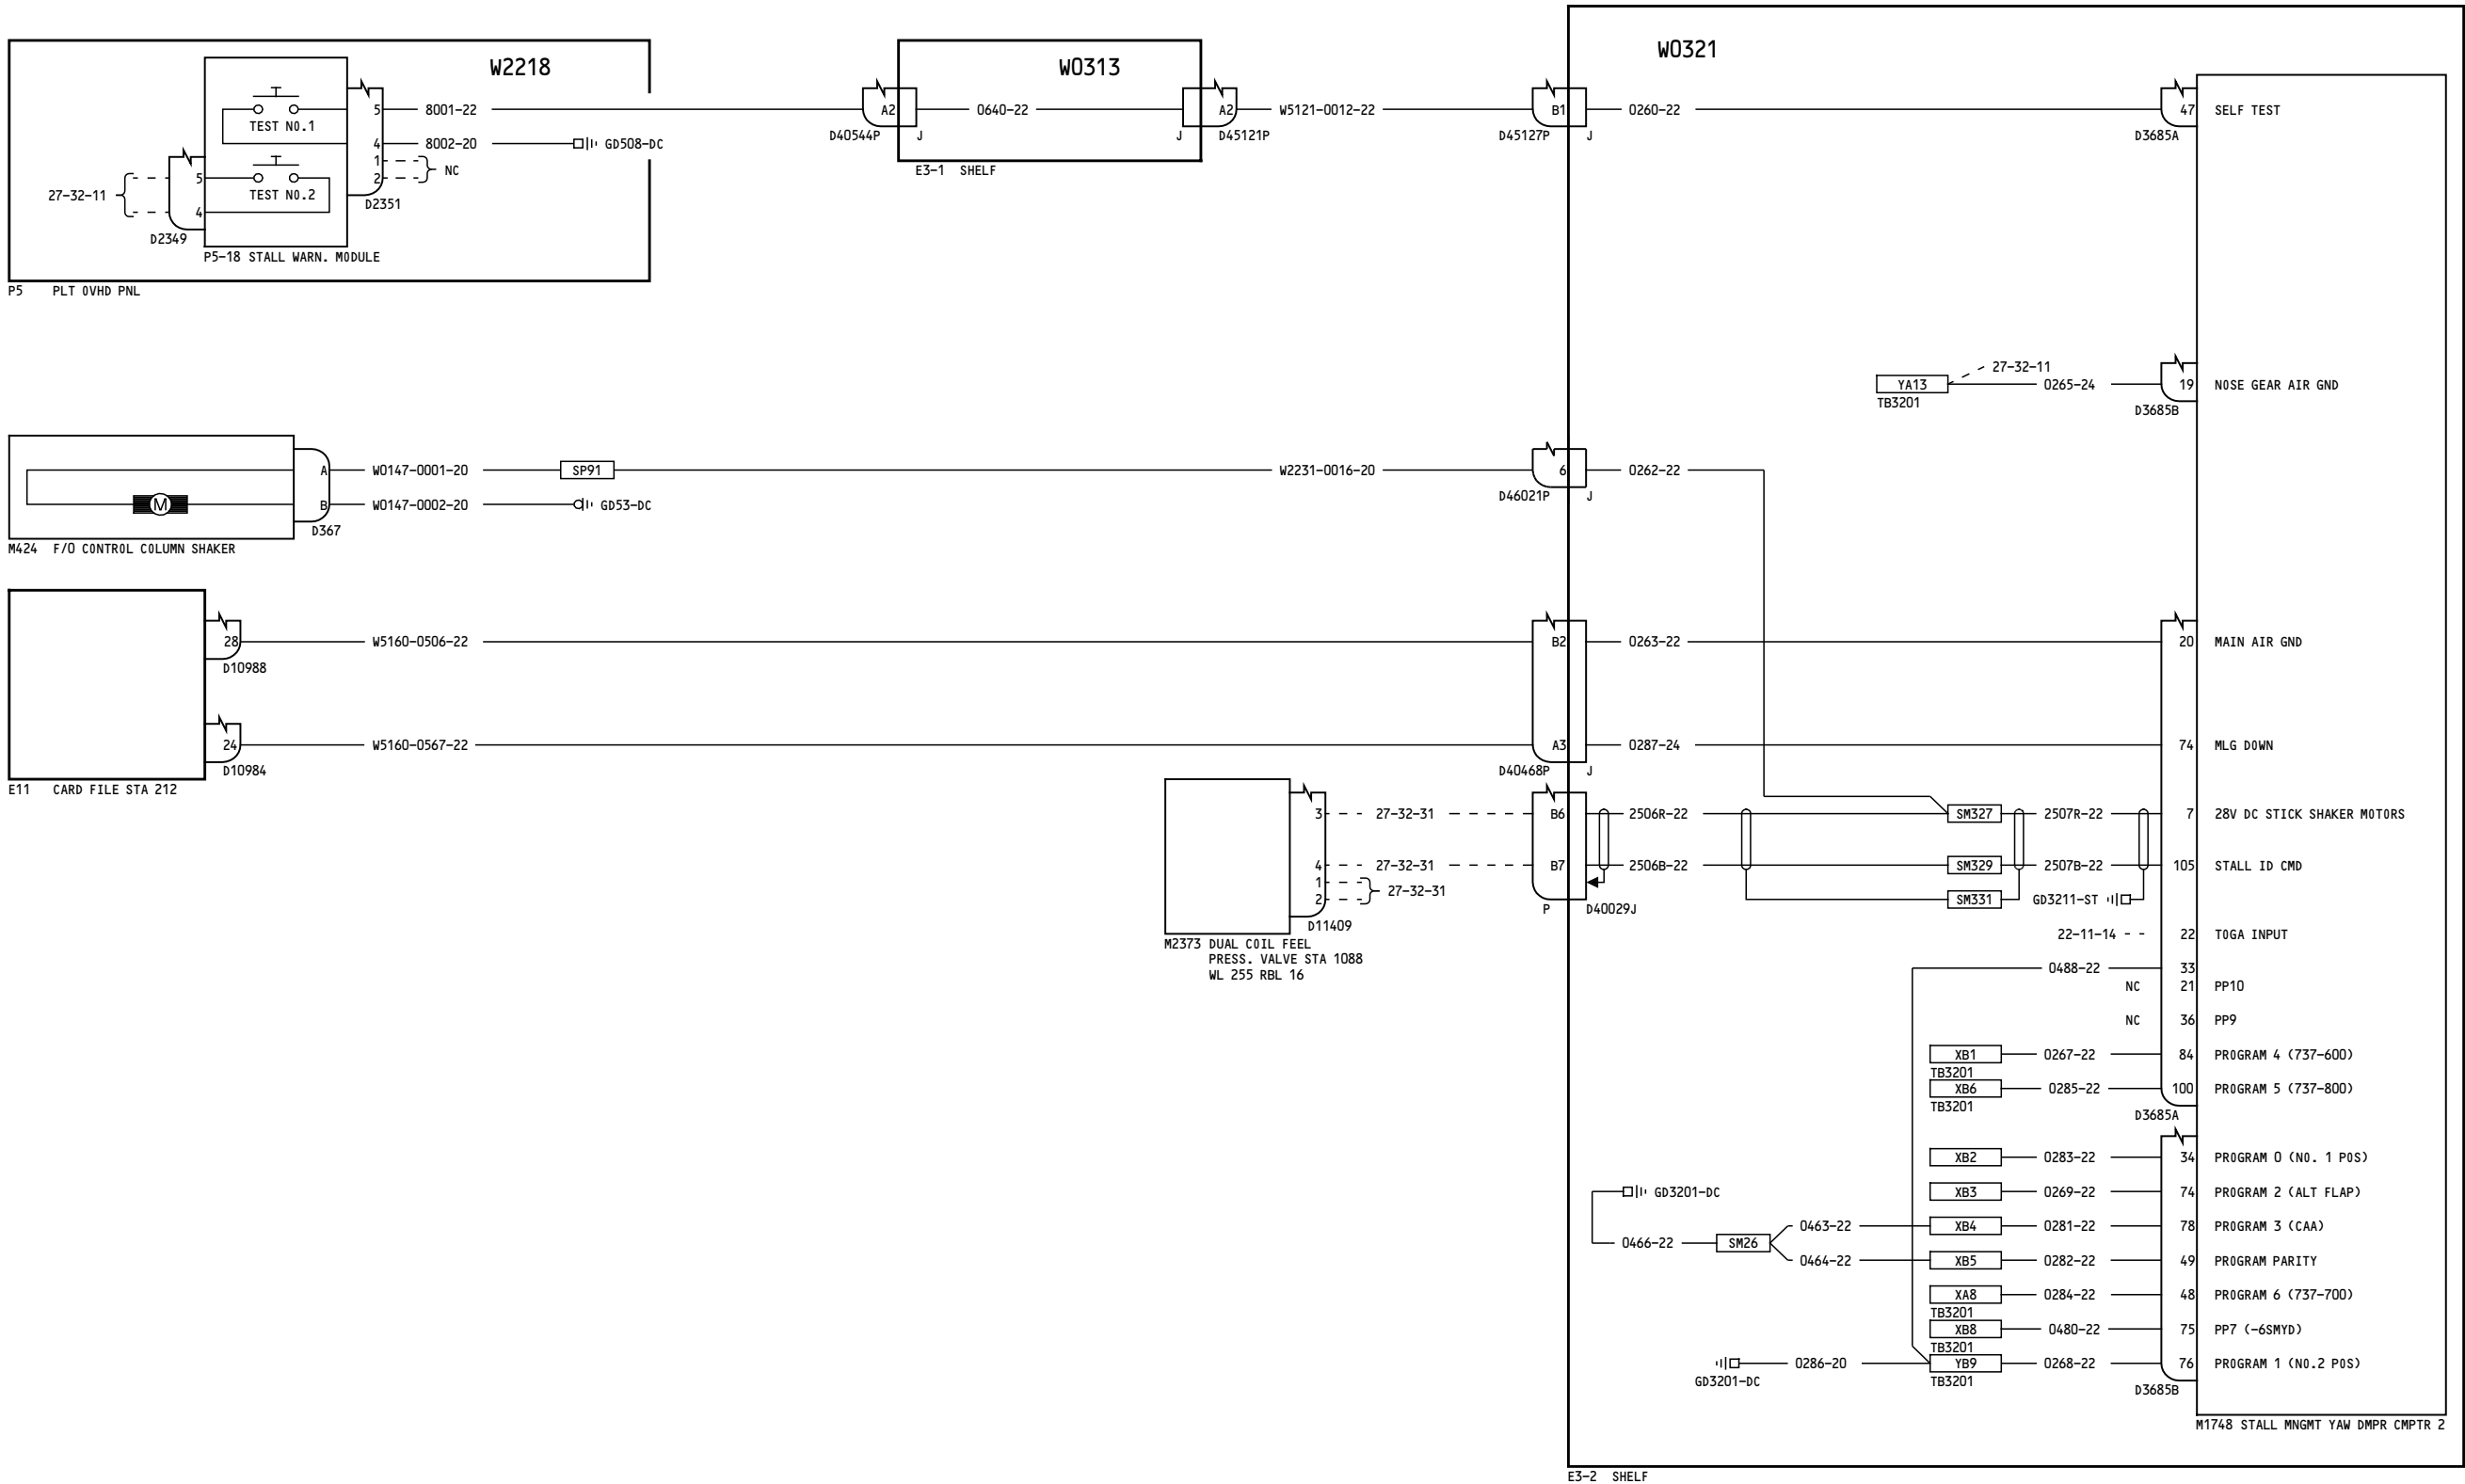 W2218
W0313
W0321
TEST N0.1
TEST N0.2
5
4
1
2
D2351
5
4
D2349
27-32-11
8001-22
8002-20
GD508-DC
NC
P5-18 STALL WARN. MODULE
P5 PLT 0VHD PNL
A2
D40544P
J
0640-22
J
A2
D45121P
E3-1 SHELF
W5121-0012-22
B1
D45127P
J
0260-22
47
D3685A
SELF TEST
27-32-11
YA13
TB3201
0265-24
19
D3685B
NOSE GEAR AIR GND
M
A
B
D367
M424 F/O CONTROL COLUMN SHAKER
W0147-0001-20
SP91
W0147-0002-20
GD53-DC
W2231-0016-20
6
D46021P
J
0262-22
28
D10988
W5160-0506-22
B2
0263-22
20
MAIN AIR GND
24
D10984
W5160-0567-22
A3
D40468P
J
0287-24
74
MLG DOWN
E11 CARD FILE STA 212
3
27-32-31
B6
2506R-22
SM327
2507R-22
7
28V DC STICK SHAKER MOTORS
4
27-32-31
B7
2506B-22
SM329
2507B-22
105
STALL ID CMD
1
2
27-32-31
D11409
P
D40029J
SM331
GD3211-ST
M2373 DUAL COIL FEEL
PRESS. VALVE STA 1088
WL 255 RBL 16
22-11-14
22
TOGA INPUT
0488-22
33
NC
21
PP10
NC
36
PP9
XB1
TB3201
0267-22
84
PROGRAM 4 (737-600)
XB6
TB3201
0285-22
100
PROGRAM 5 (737-800)
D3685A
XB2
0283-22
34
PROGRAM 0 (N0. 1 POS)
GD3201-DC
XB3
0269-22
74
PROGRAM 2 (ALT FLAP)
0466-22
SM26
0463-22
XB4
0281-22
78
PROGRAM 3 (CAA)
0464-22
XB5
0282-22
49
PROGRAM PARITY
XA8
TB3201
0284-22
48
PROGRAM 6 (737-700)
XB8
TB3201
0480-22
75
PP7 (-6SMYD)
GD3201-DC
0286-20
YB9
TB3201
0268-22
76
PROGRAM 1 (N0.2 POS)
D3685B
M1748 STALL MNGMT YAW DMPR CMPTR 2
E3-2 SHELF